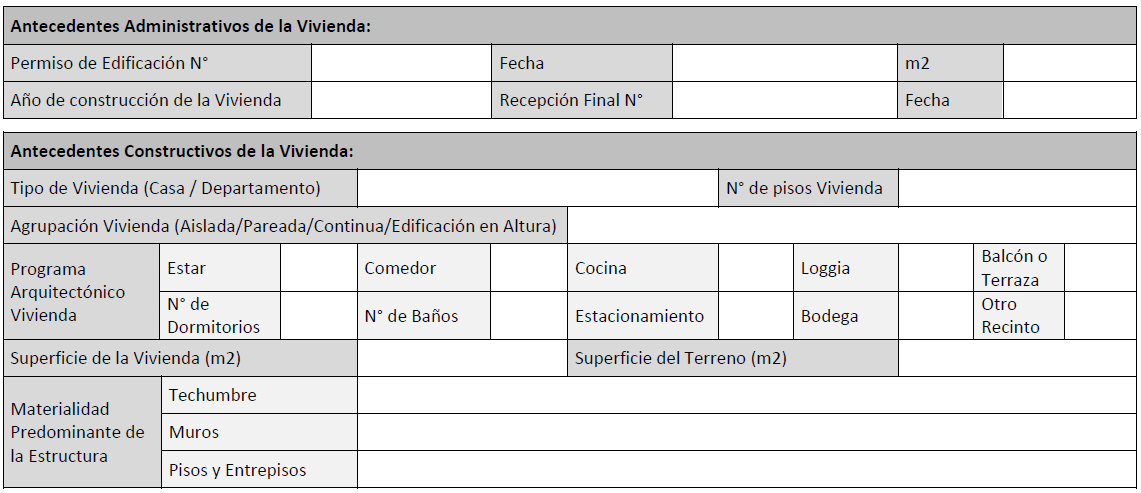 Antecedentes Administrativos de la Vivienda:
Permiso de Edificación N° Fecha m2
Año de construcción de la Vivienda Recepción Final N° Fecha
Antecedentes Constructivos de la Vivienda:
Tipo de Vivienda (Casa / Departamento) N° de pisos Vivienda
Agrupación Vivienda (Aislada/Pareada/Continua/Edificación en Altura)
Programa
Arquitectónico
Vivienda
Estar Comedor Cocina Loggia Balcón o
Terraza
N° de
Dormitorios N° de Baños Estacionamiento Bodega Otro
Recinto
Superficie de la Vivienda (m2) Superficie del Terreno (m2)
Materialidad
Predominante de
la Estructura
Techumbre
Muros
Pisos y Entrepisos